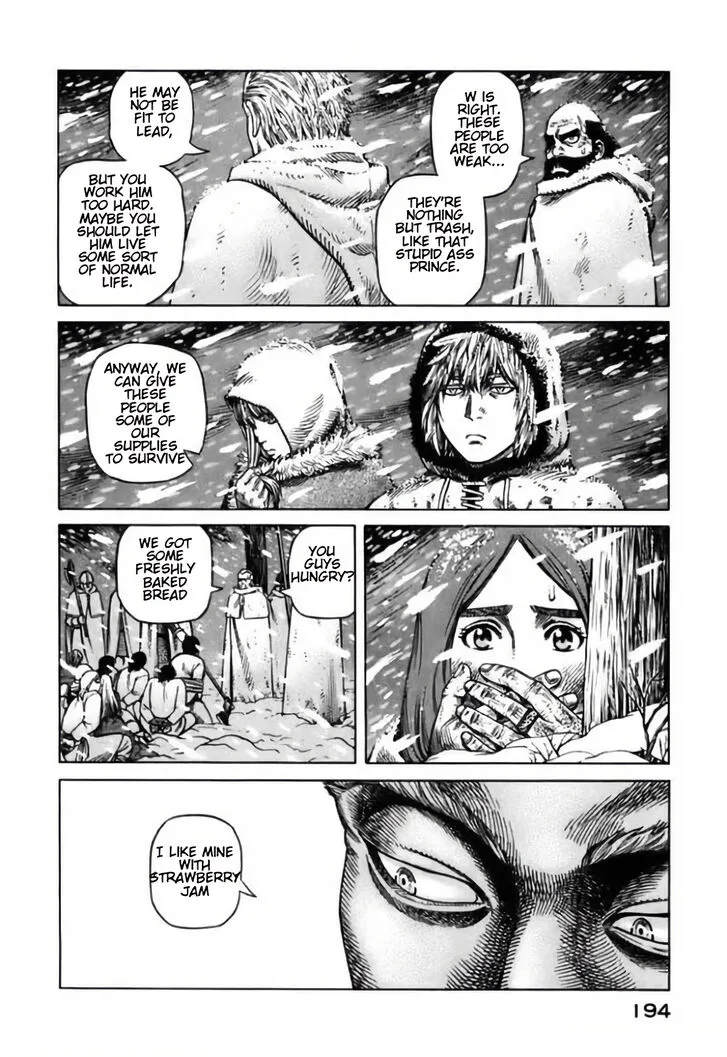 W IS
RIGHT.
THESE
PEOPLE
ARE TOO
WEAK...
THEY'RE
NOTHING
BUT TRASH,
LIKE THAT
STUPID ASS
PRINCE.
HE MAY
NOT BE
FIT TO
LEAD,
BUT YOU
WORK HIM
TOO HARD.
MAYBE YOU
SHOULD LET
HIM LIVE
SOME SORT
OF NORMAL
LIFE.
ANYWAY, WE
CAN GIVE
THESE
PEOPLE
SOME OF
OUR
SUPPLIES
TO SURVIVE
YOU
GUYS
HUNGRY?
WE GOT
SOME
FRESHLY
BAKED
BREAD
I LIKE MINE
WITH
STRAWBERRY
JAM
194